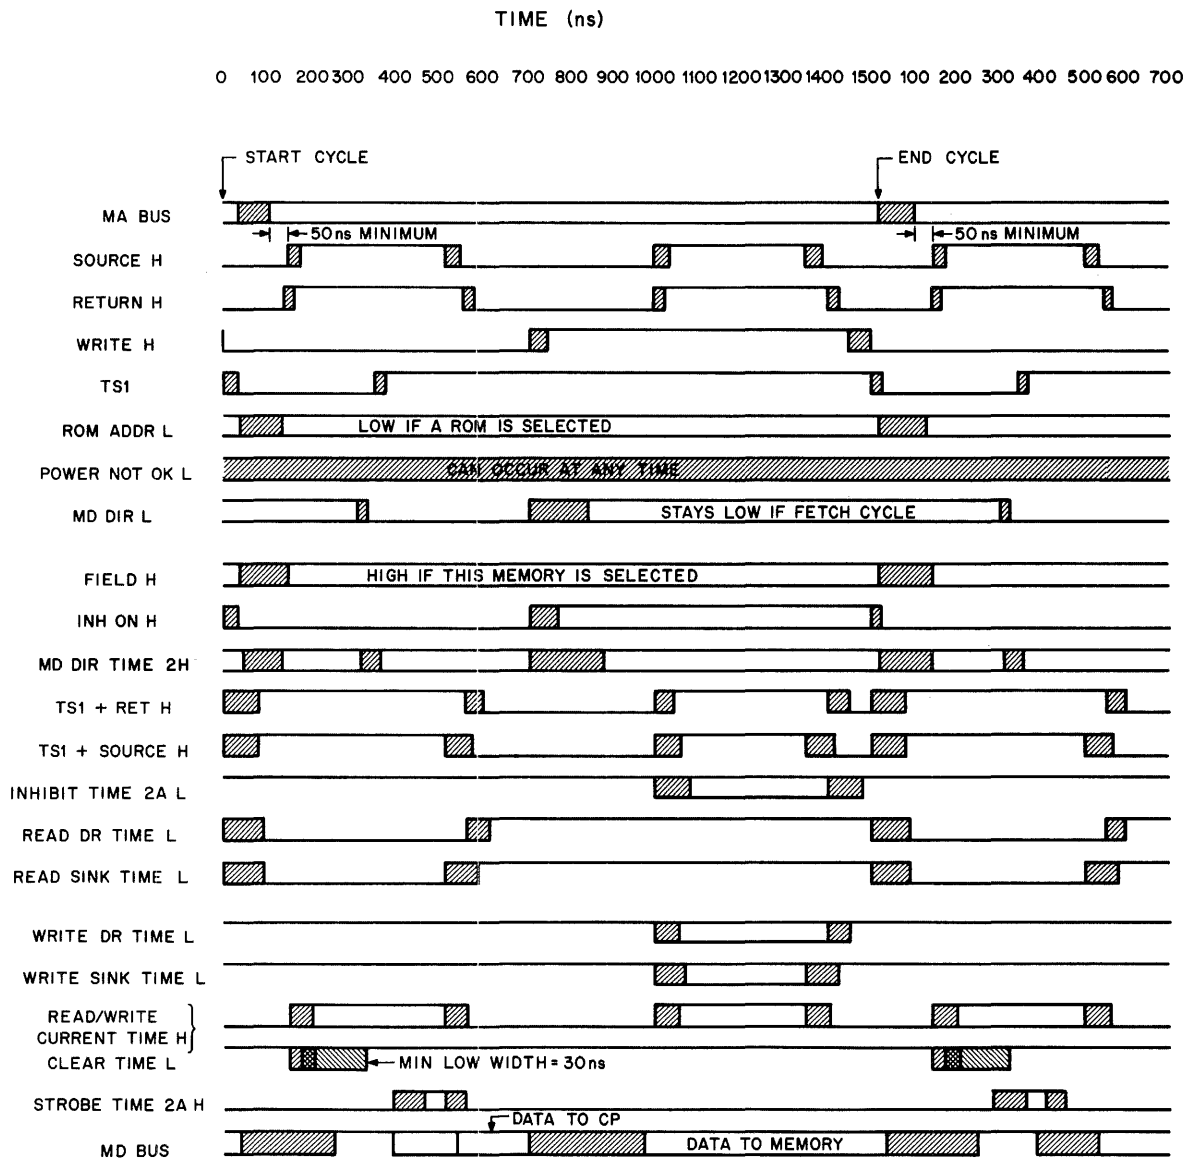 TIME (ns)
0 100 200 300 400 500 600 700 800 900 1000 1100 1200 1300 1400 1500 100 200 300 400 500 600 700
START CYCLE END CYCLE
MA BUS
50ns MINIMUM 50ns MINIMUM
SOURCE H
RETURN H
WRITE H
TS1
ROM ADDR L LOW IF A ROM IS SELECTED
POWER NOT OK L CAN OCCUR AT ANY TIME
MD DIR L STAYS LOW IF FETCH CYCLE
FIELD H HIGH IF THIS MEMORY IS SELECTED
INH ON H
MD DIR TIME 2H
TS1 + RET H
TS1 + SOURCE H
INHIBIT TIME 2A L
READ DR TIME L
READ SINK TIME L
WRITE DR TIME L
WRITE SINK TIME L
READ/WRITE
CURRENT TIME H
CLEAR TIME L MIN LOW WIDTH = 30ns
STROBE TIME 2A H
DATA TO CP
MD BUS DATA TO MEMORY